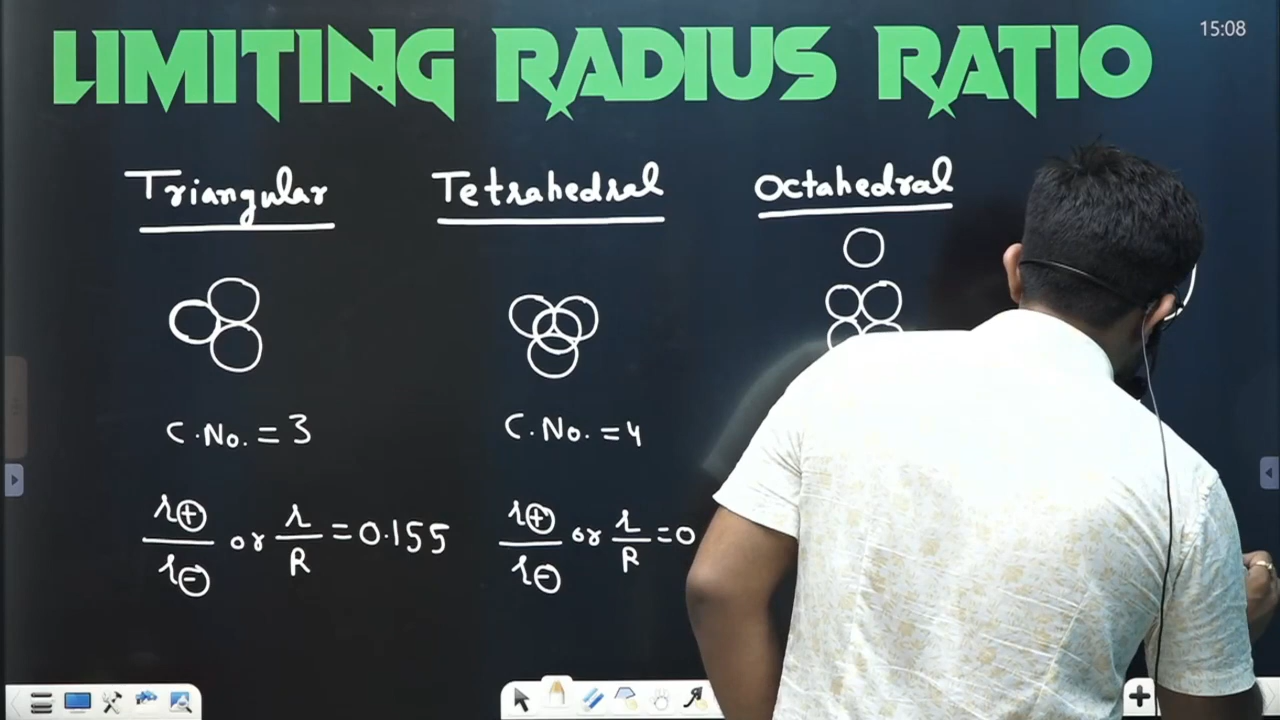 15:08
LIMITING RADIUS RATIO
Triangular
Tetrahedral
Octahedral
C.No. = 3
C.No. = 4
r⊕/r⊖ or r/R = 0.155
r⊕/r⊖ or r/R = 0